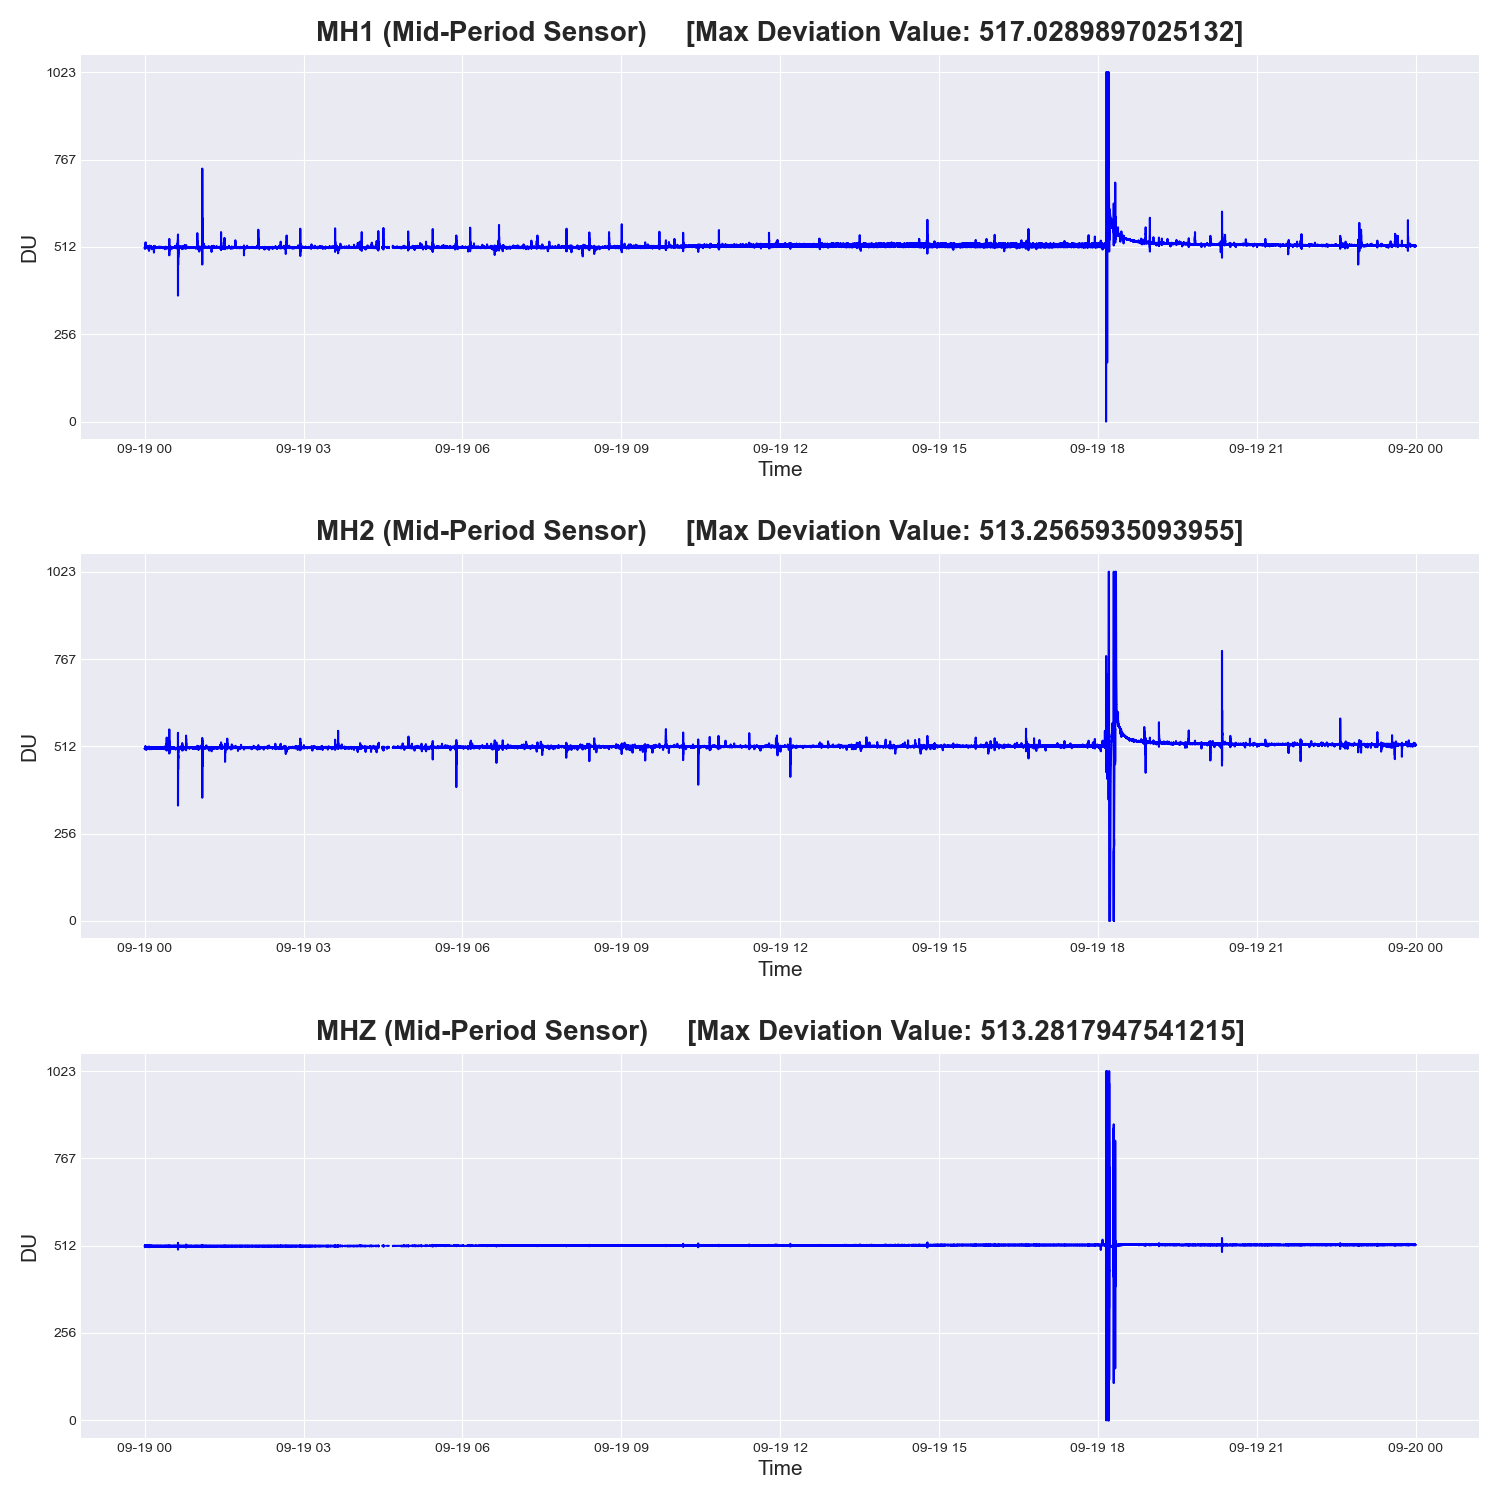 MH1 (Mid-Period Sensor) [Max Deviation Value: 517.0289897025132]
1023
767
512
256
0
DU
09-19 00 09-19 03 09-19 06 09-19 09 09-19 12 09-19 15 09-19 18 09-19 21 09-20 00
Time
MH2 (Mid-Period Sensor) [Max Deviation Value: 513.2565935093955]
1023
767
512
256
0
DU
09-19 00 09-19 03 09-19 06 09-19 09 09-19 12 09-19 15 09-19 18 09-19 21 09-20 00
Time
MHZ (Mid-Period Sensor) [Max Deviation Value: 513.2817947541215]
1023
767
512
256
0
DU
09-19 00 09-19 03 09-19 06 09-19 09 09-19 12 09-19 15 09-19 18 09-19 21 09-20 00
Time